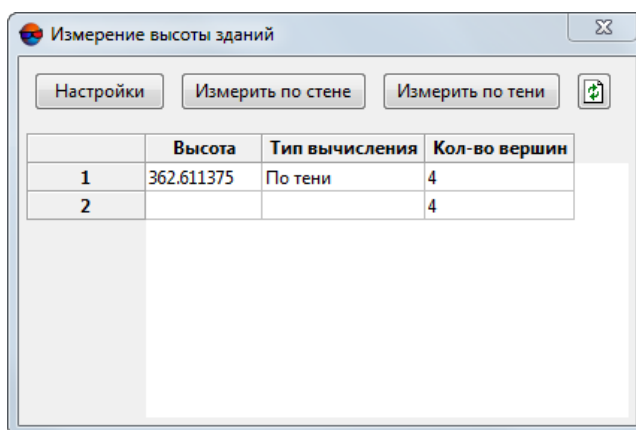 Измерение высоты зданий
Настройки Измерить по стене Измерить по тени
Высота Тип вычисления Кол-во вершин
1 362.611375 По тени 4
2 4